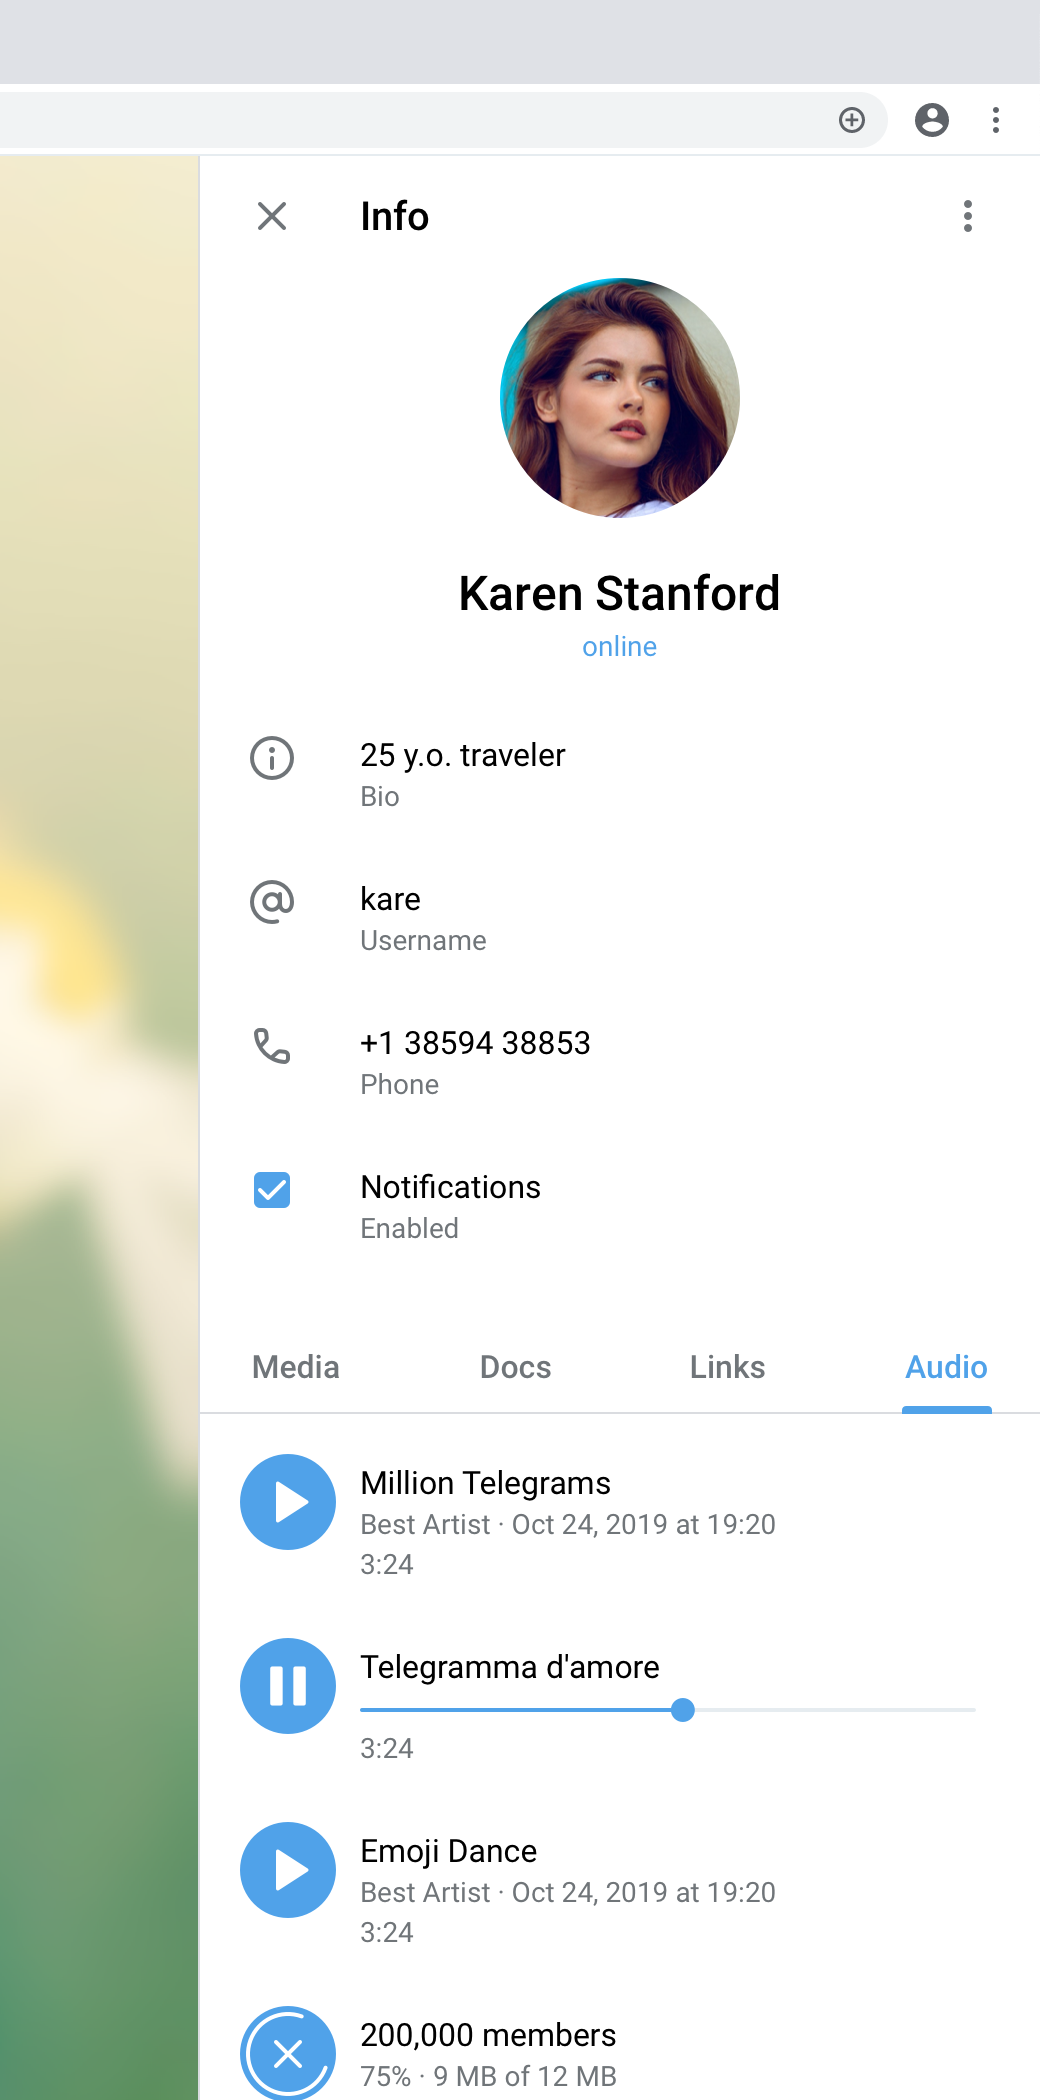 Info
Karen Stanford
online
25 y.o. traveler
Bio
kare
Username
+1 38594 38853
Phone
Notifications
Enabled
Media Docs Links Audio
Million Telegrams
Best Artist · Oct 24, 2019 at 19:20
3:24
Telegramma d'amore
3:24
Emoji Dance
Best Artist · Oct 24, 2019 at 19:20
3:24
200,000 members
75% · 9 MB of 12 MB